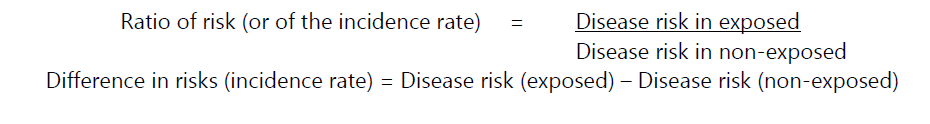 Ratio of risk (or of the incidence rate) = Disease risk in exposed
Disease risk in non-exposed
Difference in risks (incidence rate) = Disease risk (exposed) – Disease risk (non-exposed)